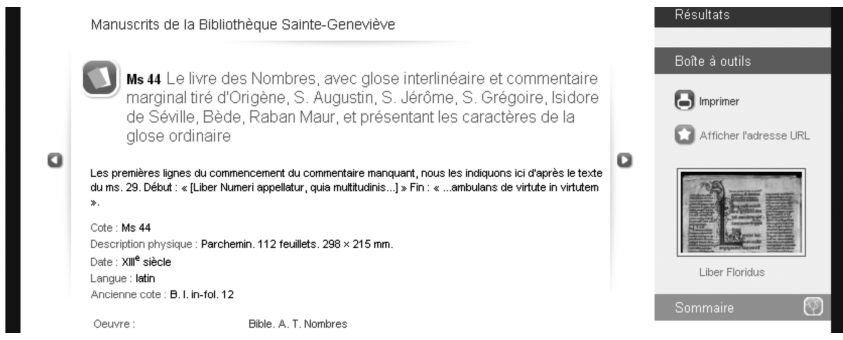 Manuscrits de la Bibliothèque Sainte-Geneviève
Ms 44 Le livre des Nombres, avec glose interlinéaire et commentaire
marginal tiré d'Origène, S. Augustin, S. Jérôme, S. Grégoire, Isidore
de Séville, Bède, Raban Maur, et présentant les caractères de la
glose ordinaire
Les premières lignes du commencement du commentaire manquant, nous les indiquons ici d'après le texte
du ms. 29. Début : « [Liber Numeri appellatur, quia multitudinis...] » Fin : « ...ambulans de virtute in virtutem
».
Cote : Ms 44
Description physique : Parchemin. 112 feuillets. 298 × 215 mm.
Date : XIIIe siècle
Langue : latin
Ancienne cote : B. l. in-fol. 12
Oeuvre : Bible. A. T. Nombres
Résultats
Boîte à outils
Imprimer
Afficher l'adresse URL
Liber Floridus
Sommaire